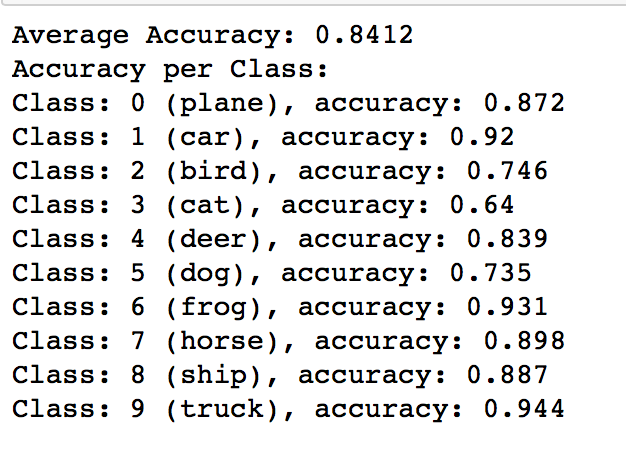 Average Accuracy: 0.8412
Accuracy per Class:
Class: 0 (plane), accuracy: 0.872
Class: 1 (car), accuracy: 0.92
Class: 2 (bird), accuracy: 0.746
Class: 3 (cat), accuracy: 0.64
Class: 4 (deer), accuracy: 0.839
Class: 5 (dog), accuracy: 0.735
Class: 6 (frog), accuracy: 0.931
Class: 7 (horse), accuracy: 0.898
Class: 8 (ship), accuracy: 0.887
Class: 9 (truck), accuracy: 0.944